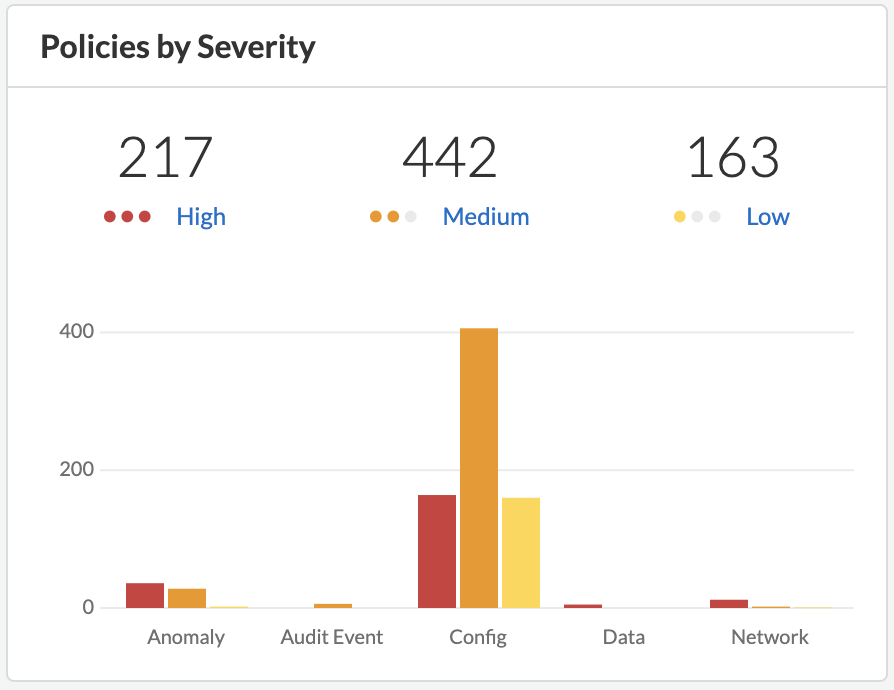 Policies by Severity
217 442 163
High Medium Low
400
200
0
Anomaly Audit Event Config Data Network